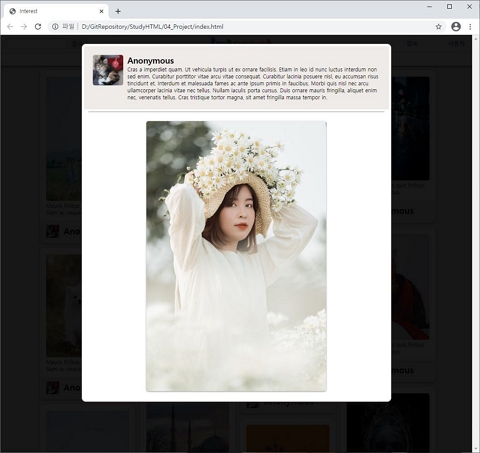 Interest
파일 | D:/GitRepository/StudyHTML/04_Project/index.html
Anonymous
Cras a imperdiet quam. Ut vehicula turpis ut ex ornare facilisis. Etiam in leo id nunc luctus interdum non
sed enim. Curabitur porttitor vitae arcu vitae consequat. Curabitur lacinia posuere nisl, eu accumsan risus
tincidunt et. Interdum et malesuada fames ac ante ipsum primis in faucibus. Morbi quis nisl nec arcu
ullamcorper lacinia vitae nec tellus. Nullam iaculis porta cursus. Duis ornare mauris fringilla, aliquet enim
nec, venenatis tellus. Cras tristique tortor magna, sit amet fringilla massa tempor in.